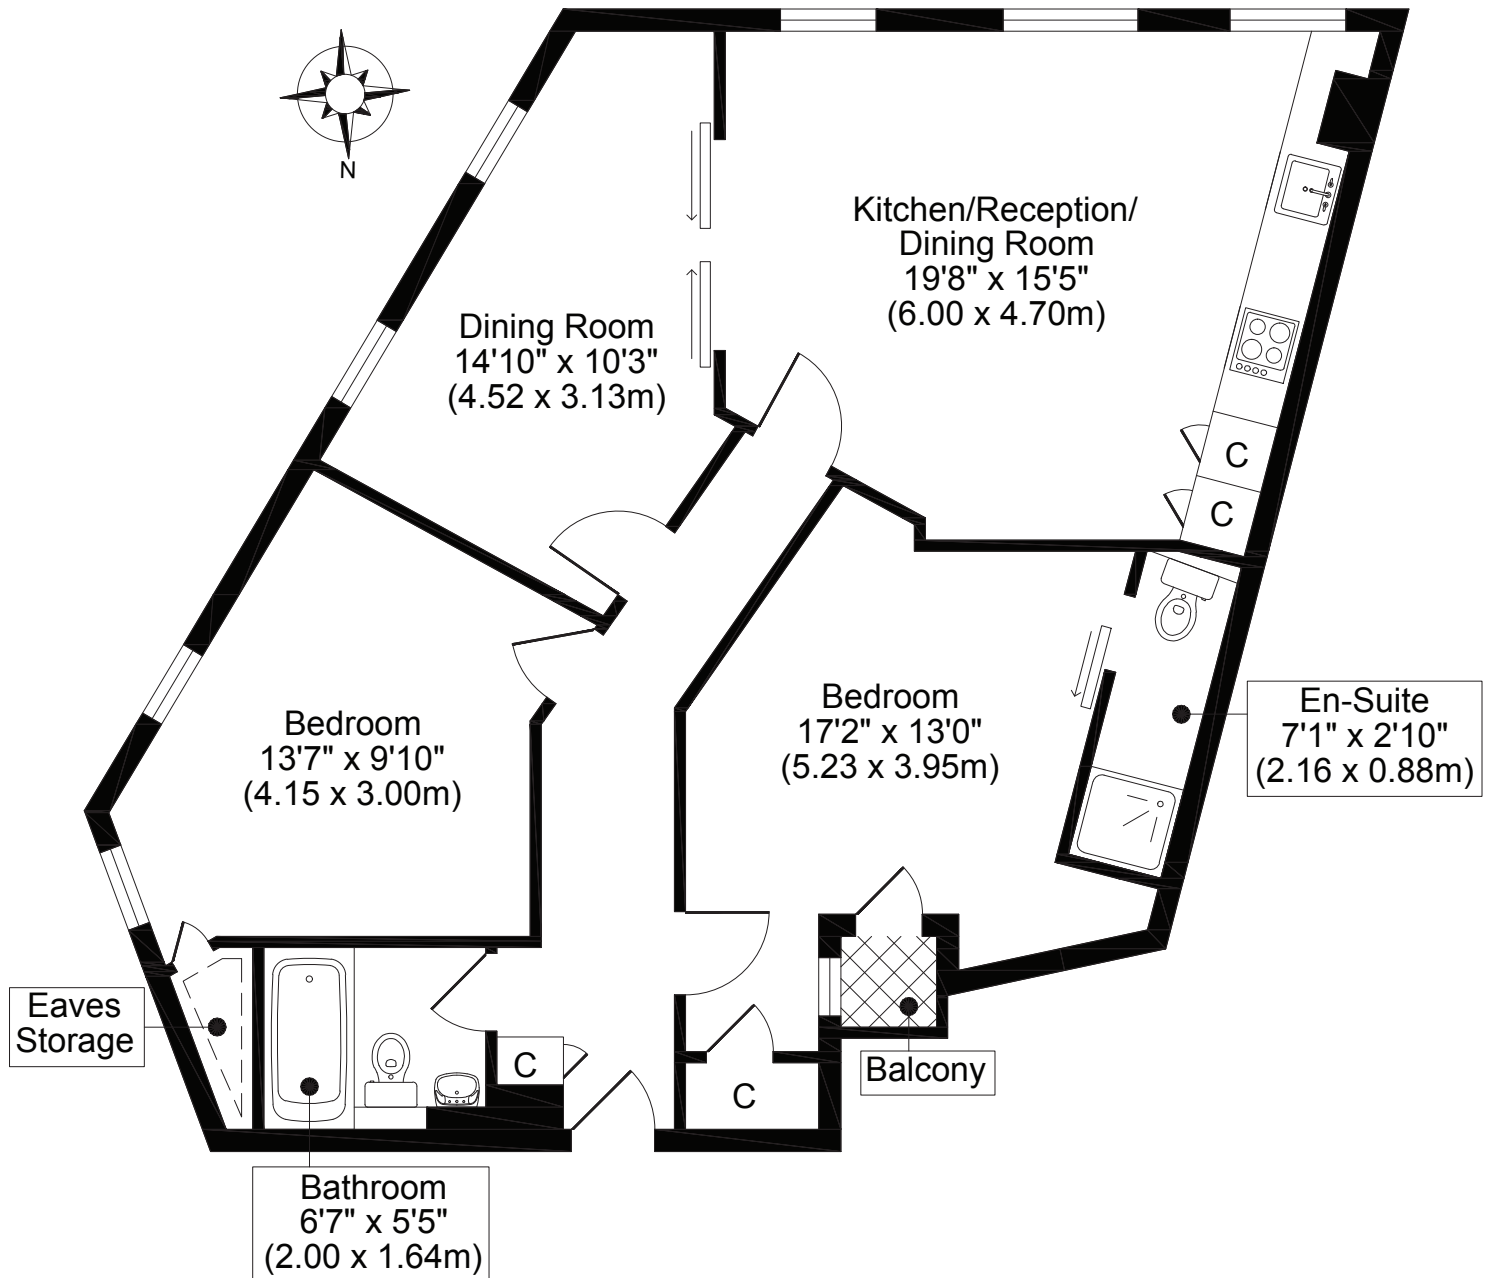 N
Kitchen/Reception/
Dining Room
19'8" x 15'5"
(6.00 x 4.70m)
Dining Room
14'10" x 10'3"
(4.52 x 3.13m)
C
C
Bedroom
13'7" x 9'10"
(4.15 x 3.00m)
Bedroom
17'2" x 13'0"
(5.23 x 3.95m)
En-Suite
7'1" x 2'10"
(2.16 x 0.88m)
Eaves
Storage
C
C
Balcony
Bathroom
6'7" x 5'5"
(2.00 x 1.64m)